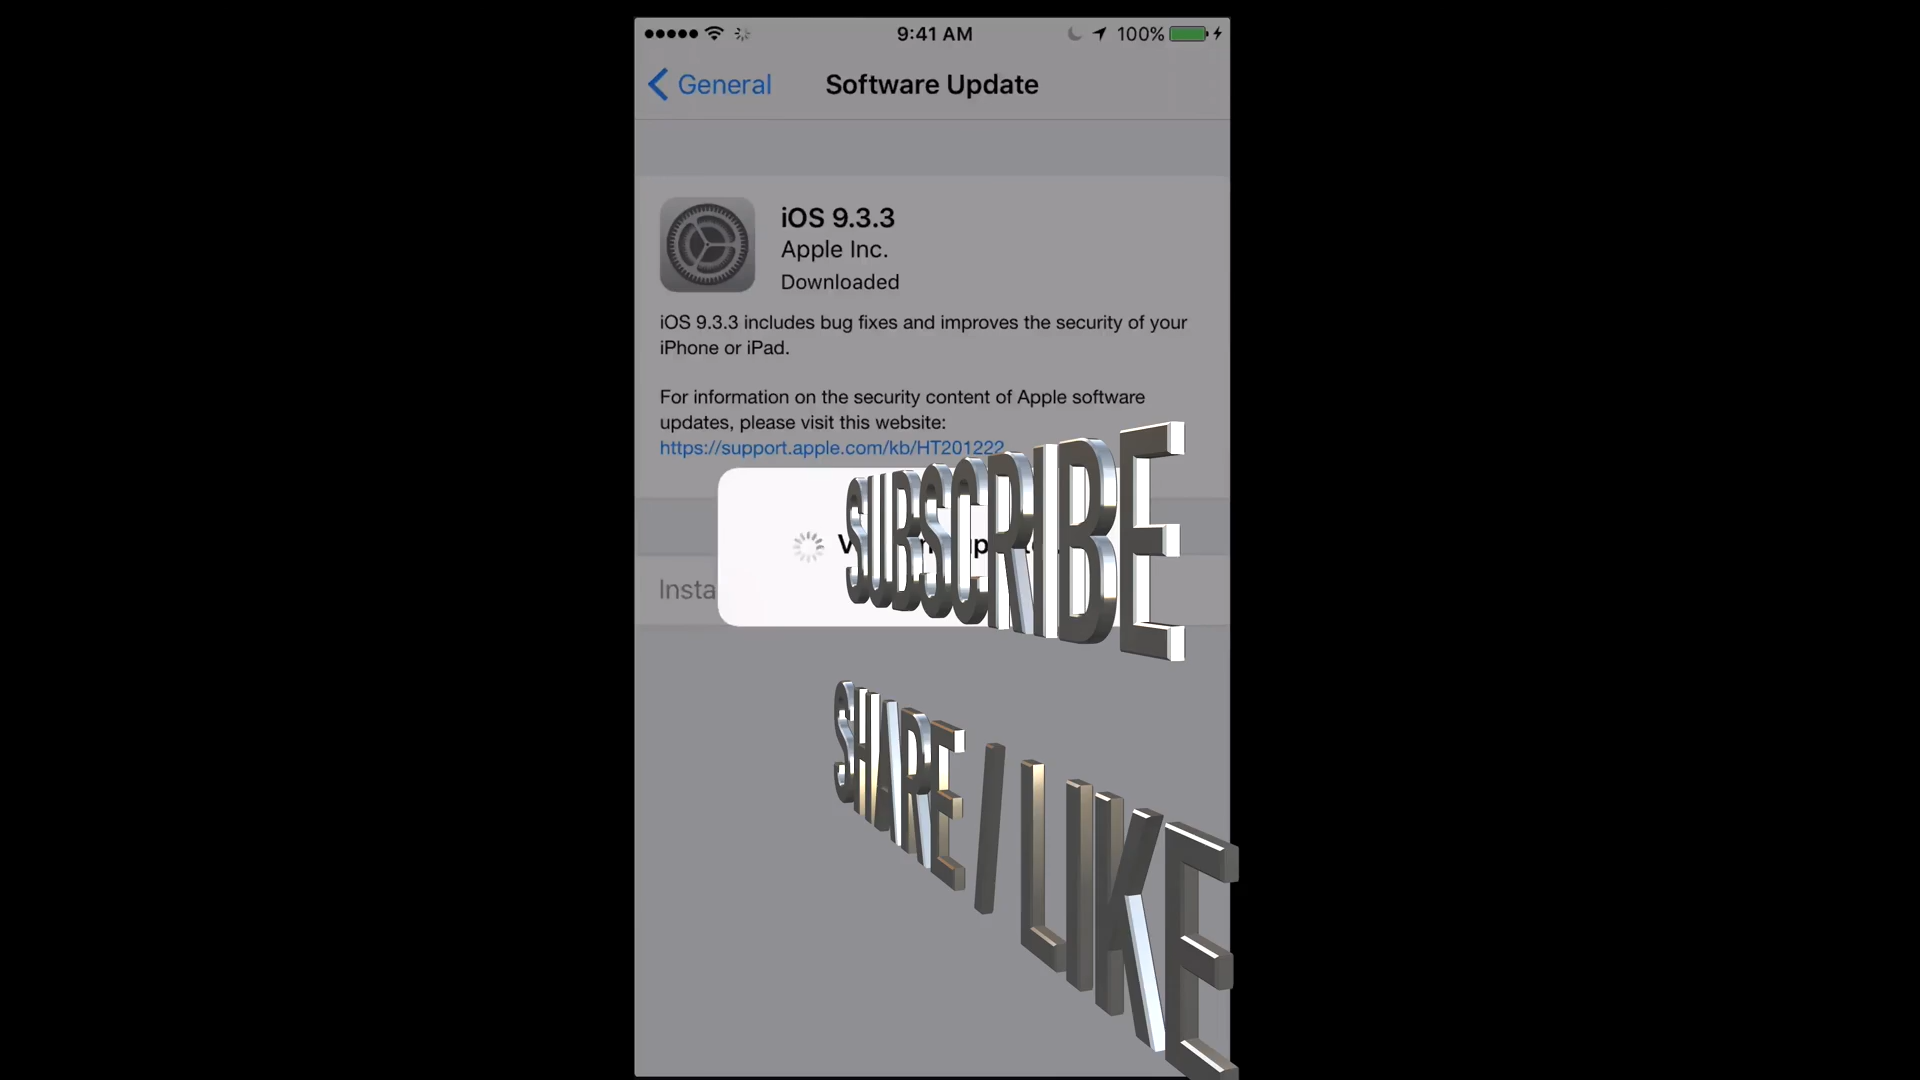 9:41 AM
100%
General
Software Update
iOS 9.3.3
Apple Inc.
Downloaded
iOS 9.3.3 includes bug fixes and improves the security of your
iPhone or iPad.
For information on the security content of Apple software
updates, please visit this website:
https://support.apple.com/kb/HT201222
SUBSCRIBE
SHARE / LIKE